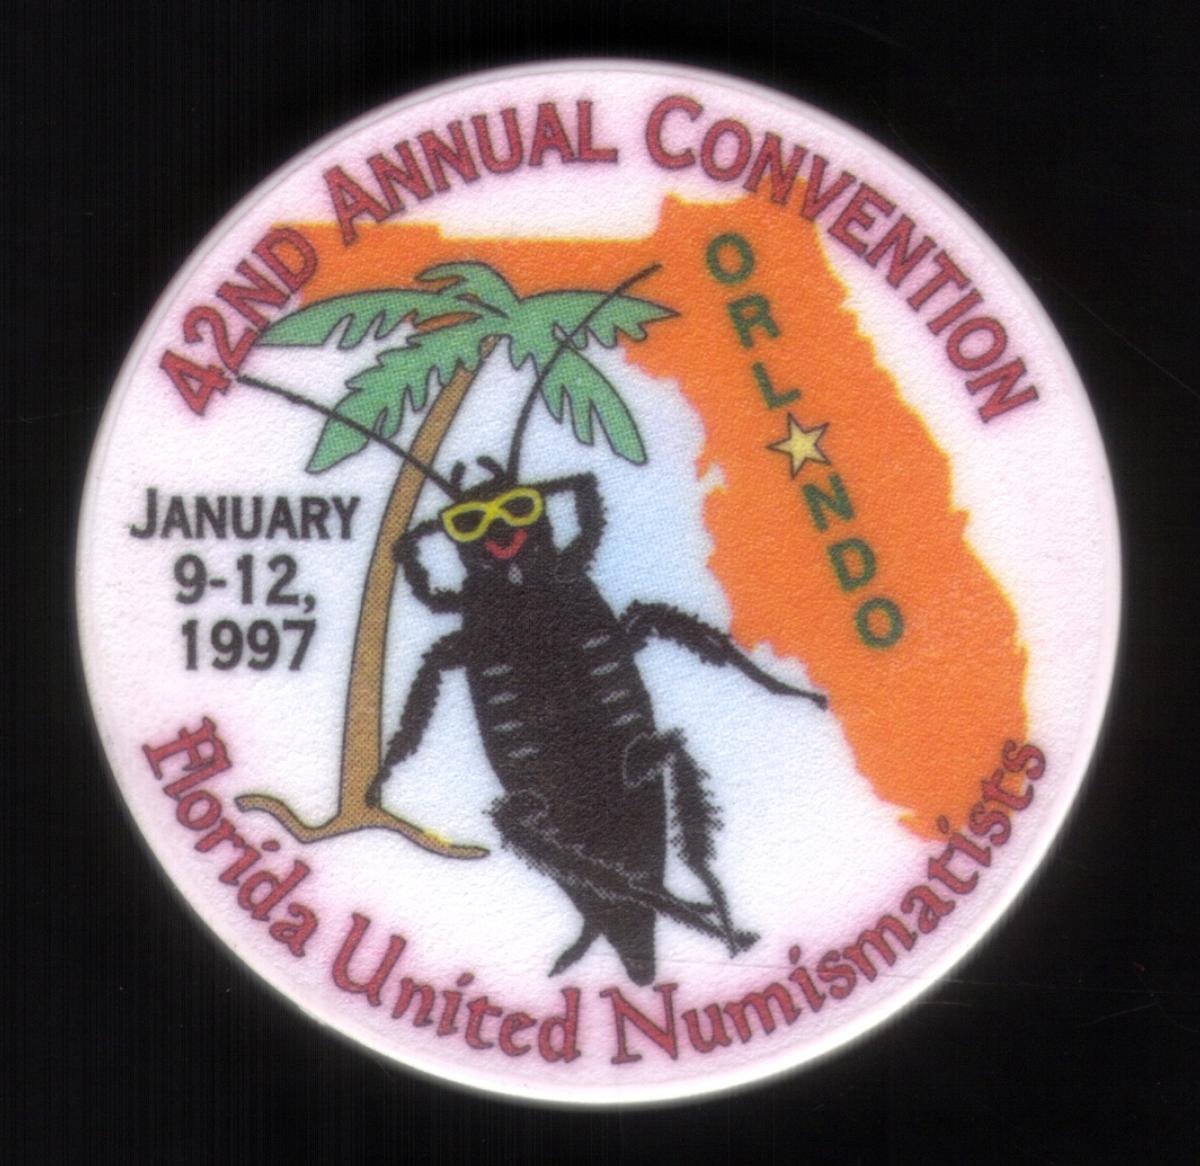 42ND ANNUAL CONVENTION
ORLANDO
JANUARY
9-12,
1997
Florida United Numismatists